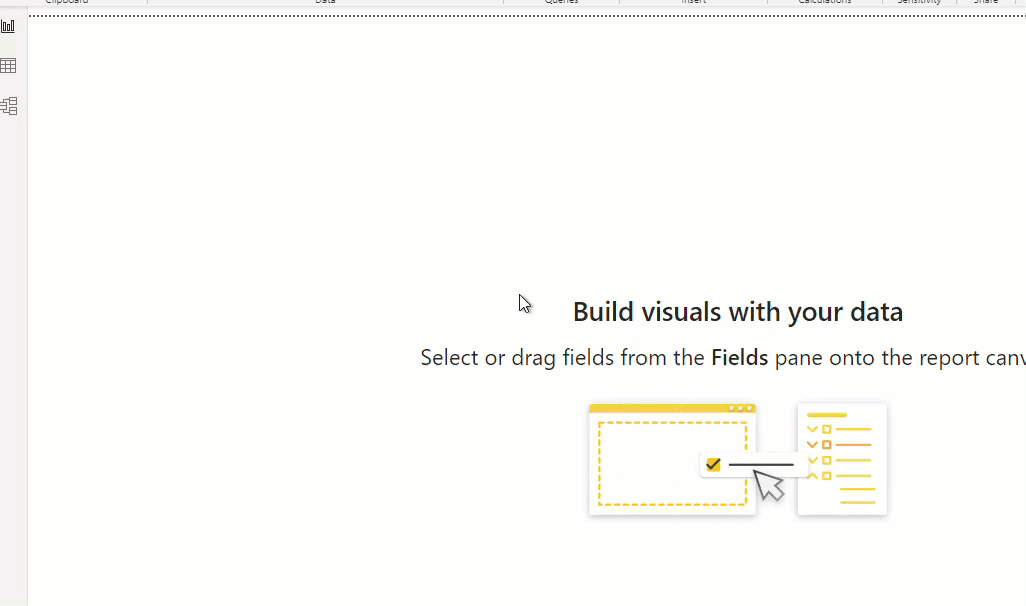 Clipboard Data Queries Insert Calculations Sensitivity Share
Build visuals with your data
Select or drag fields from the Fields pane onto the report